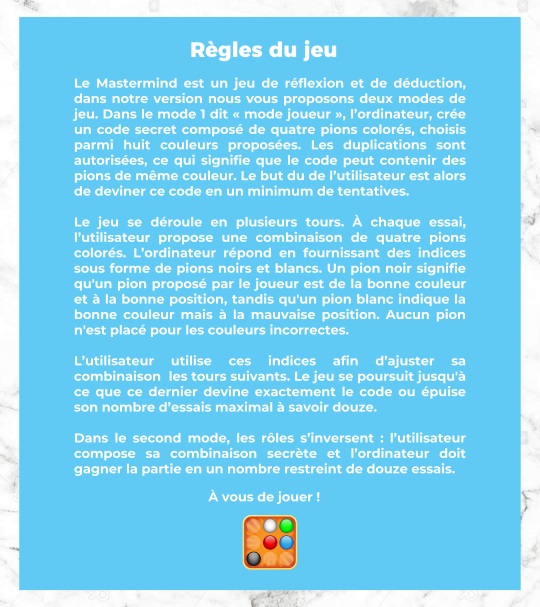 Règles du jeu
Le Mastermind est un jeu de réflexion et de déduction,
dans notre version nous vous proposons deux modes de
jeu. Dans le mode 1 dit « mode joueur », l'ordinateur, crée
un code secret composé de quatre pions colorés, choisis
parmi huit couleurs proposées. Les duplications sont
autorisées, ce qui signifie que le code peut contenir des
pions de même couleur. Le but du de l'utilisateur est alors
de deviner ce code en un minimum de tentatives.
Le jeu se déroule en plusieurs tours. À chaque essai,
l'utilisateur propose une combinaison de quatre pions
colorés. L'ordinateur répond en fournissant des indices
sous forme de pions noirs et blancs. Un pion noir signifie
qu'un pion proposé par le joueur est de la bonne couleur
et à la bonne position, tandis qu'un pion blanc indique la
bonne couleur mais à la mauvaise position. Aucun pion
n'est placé pour les couleurs incorrectes.
L'utilisateur utilise ces indices afin d'ajuster sa
combinaison les tours suivants. Le jeu se poursuit jusqu'à
ce que ce dernier devine exactement le code ou épuise
son nombre d'essais maximal à savoir douze.
Dans le second mode, les rôles s'inversent : l'utilisateur
compose sa combinaison secrète et l'ordinateur doit
gagner la partie en un nombre restreint de douze essais.
À vous de jouer !